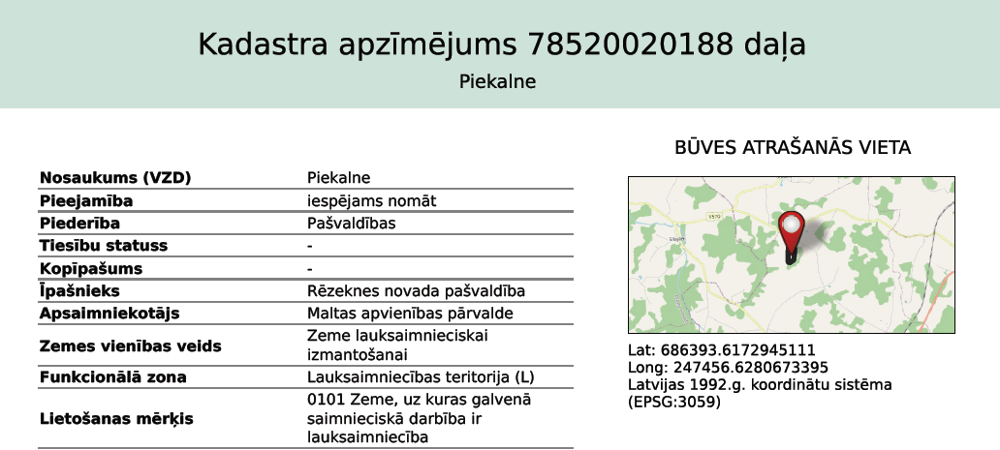 Kadastra apzīmējums 78520020188 daļa
Piekalne
Nosaukums (VZD) Piekalne
Pieejamība iespējams nomāt
Piederība Pašvaldības
Tiesību statuss -
Kopīpašums -
Īpašnieks Rēzeknes novada pašvaldība
Apsaimniekotājs Maltas apvienības pārvalde
Zemes vienības veids Zeme lauksaimnieciskai
izmantošanai
Funkcionālā zona Lauksaimniecības teritorija (L)
Lietošanas mērķis 0101 Zeme, uz kuras galvenā
saimnieciskā darbība ir
lauksaimniecība
BŪVES ATRAŠANĀS VIETA
V570
Lat: 686393.6172945111
Long: 247456.6280673395
Latvijas 1992.g. koordinātu sistēma
(EPSG:3059)